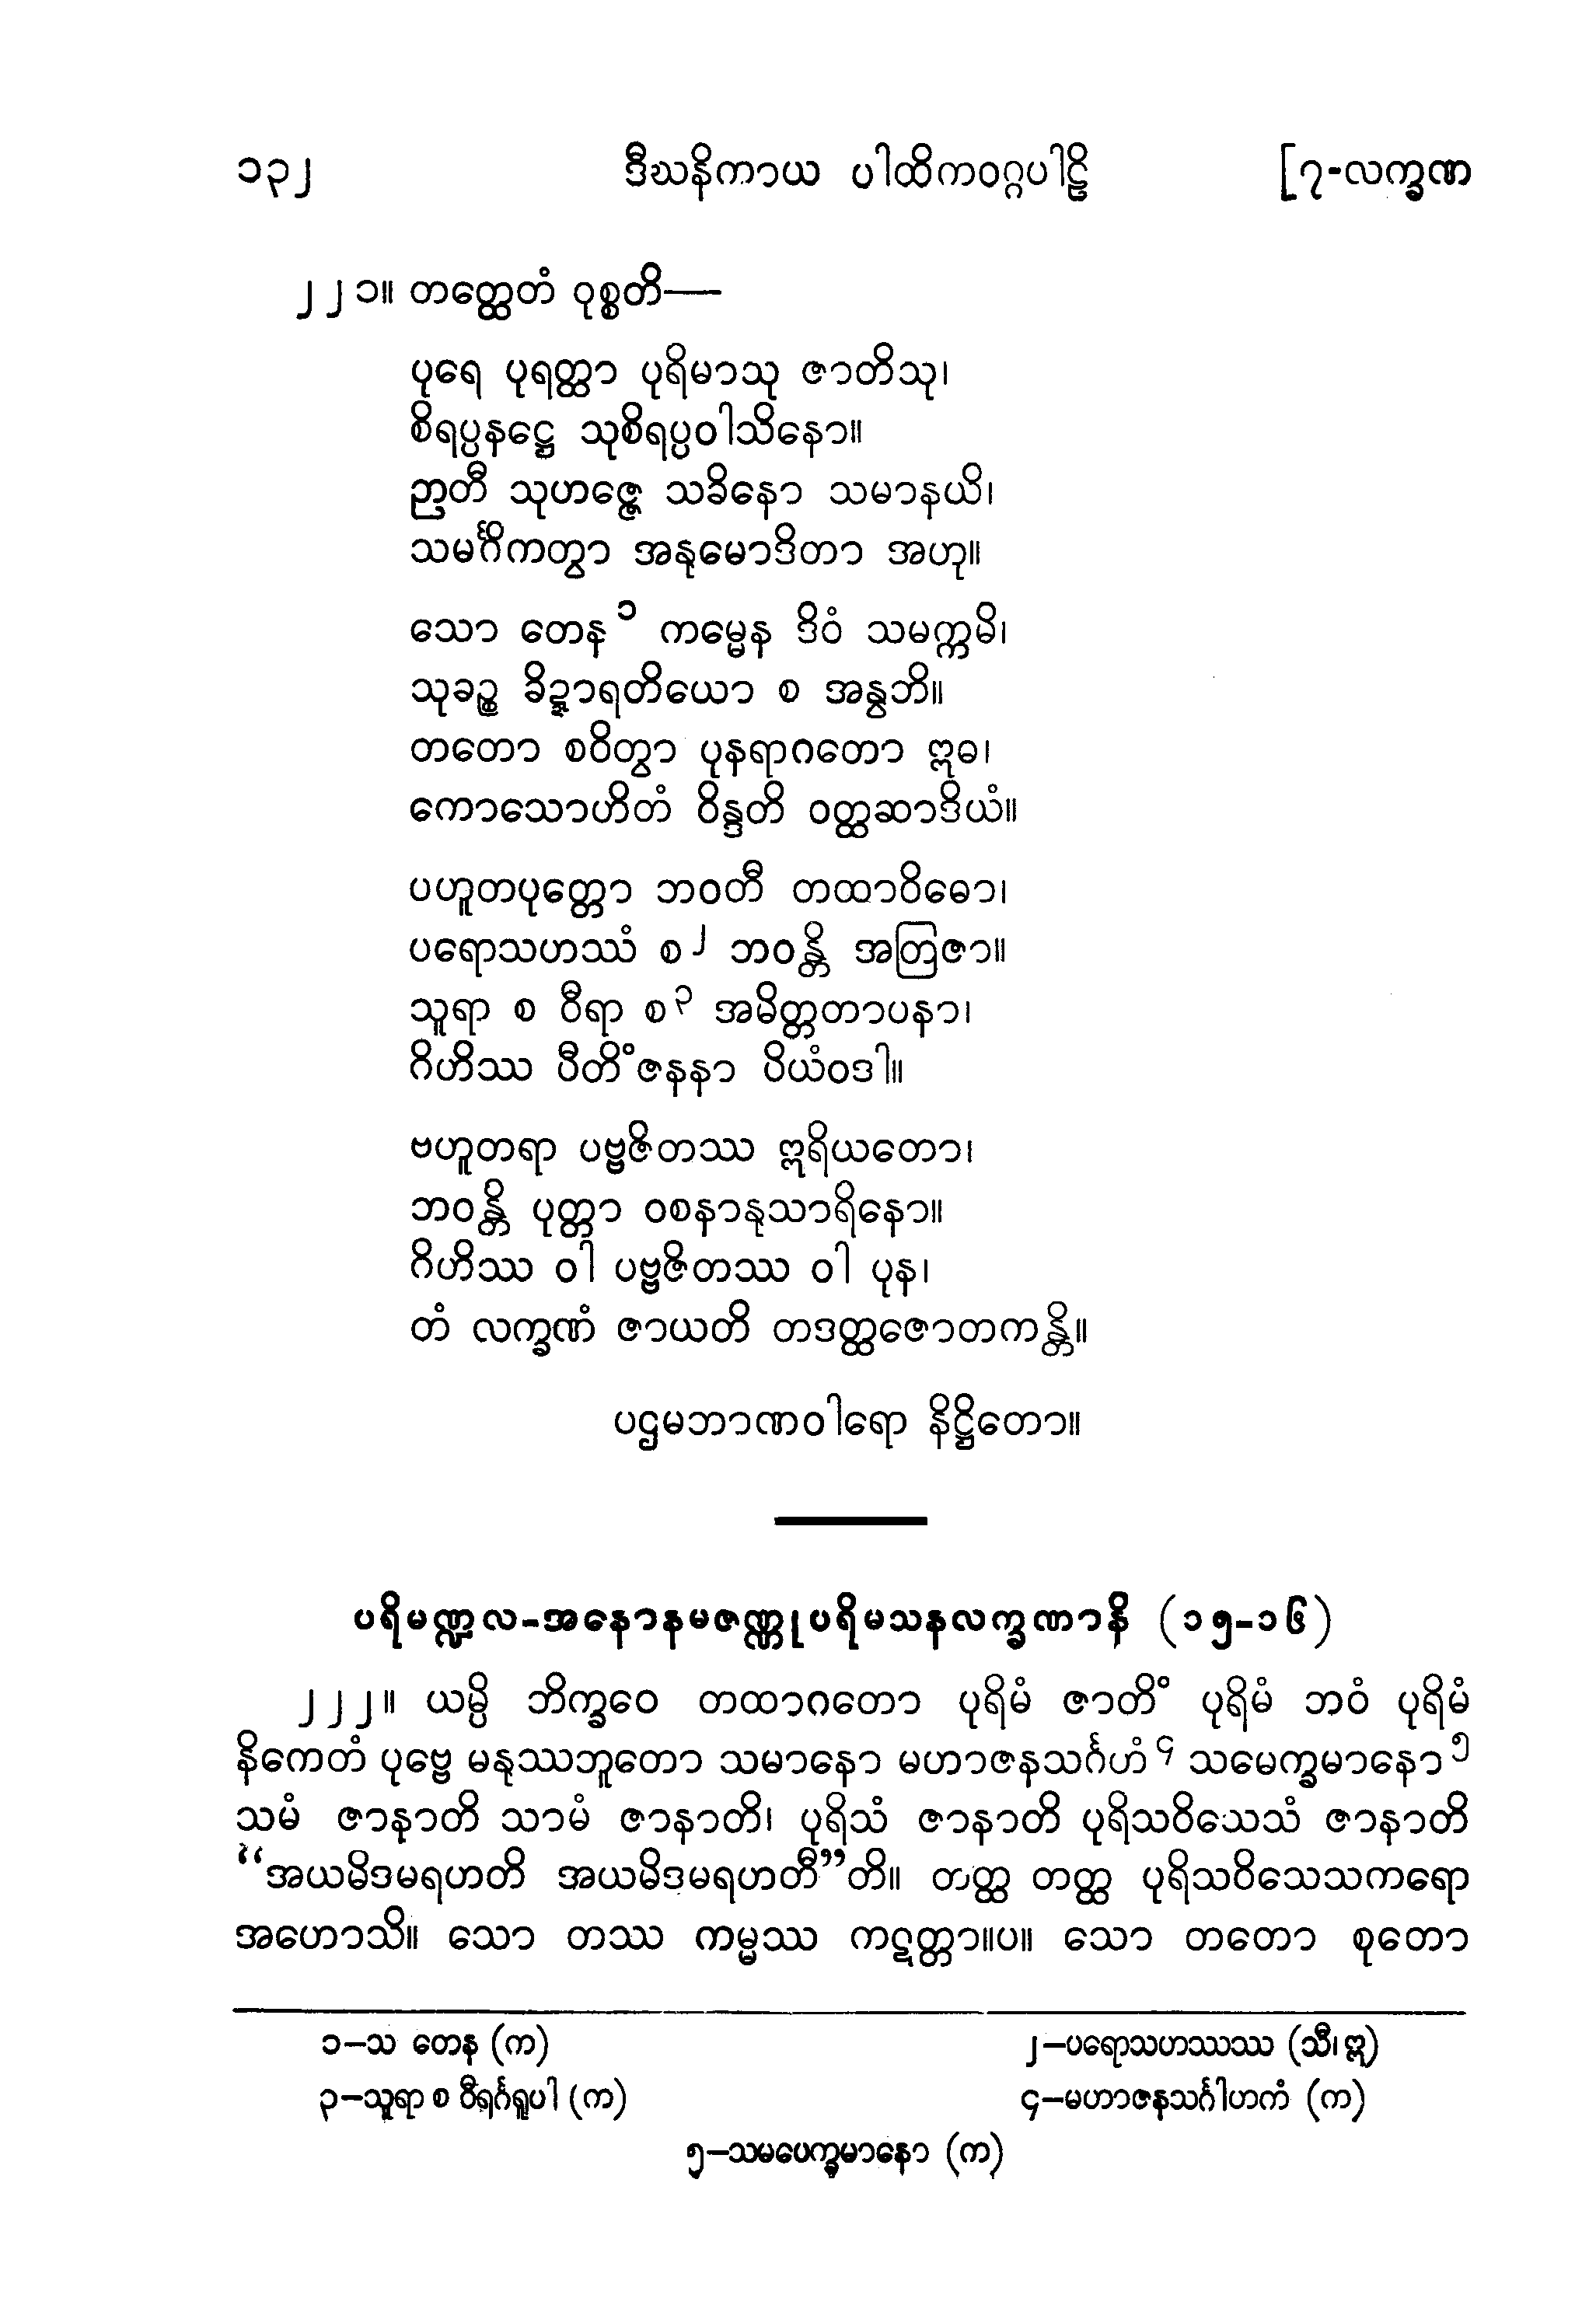 ၁၃၂ ဒီဃနိကာယ ပါထိကဝဂ္ဂပါဠိ [၇-လက္ခဏ
၂၂၁။ တတ္ထေတံ ဝုစ္စတိ—
ပုရေ ပုရတ္ထာ ပုရိမာသု ဇာတိသု၊
စိရပ္ပနဋ္ဌေ သုစိရပ္ပဝါသိနော။
ဉာတီ သုဟဇ္ဇေ သခိနော သမာနယိ၊
သမင်္ဂိကတွာ အနုမောဒိတာ အဟု။
သော တေန၁ ကမ္မေန ဒိဝံ သမက္ကမိ၊
သုခဉ္စ ခိဍ္ဍာရတိယော စ အနွဘိ။
တတော စဝိတွာ ပုနရာဂတော ဣဓ၊
ကောသောဟိတံ ဝိန္ဒတိ ဝတ္ထဆာဒိယံ။
ပဟူတပုတ္တော ဘဝတီ တထာဝိဓော၊
ပရောသဟဿံ စ၂ ဘဝန္တိ အတြဇာ။
သူရာ စ ဝီရာ စ၃ အမိတ္တတာပနာ၊
ဂိဟိဿ ပီတိံဇနနာ ပိယံဝဒါ။
ဗဟူတရာ ပဗ္ဗဇိတဿ ဣရိယတော၊
ဘဝန္တိ ပုတ္တာ ဝစနာနုသာရိနော။
ဂိဟိဿ ဝါ ပဗ္ဗဇိတဿ ဝါ ပုန၊
တံ လက္ခဏံ ဇာယတိ တဒတ္ထဇောတကန္တိ။
ပဌမဘာဏဝါရော နိဋ္ဌိတော။
ပရိမဏ္ဍလ-အနောနမဇဏ္ဏုပရိမသနလက္ခဏာနိ (၁၅-၁၆)
၂၂၂။ ယမ္ပိ ဘိက္ခဝေ တထာဂတော ပုရိမံ ဇာတိံ ပုရိမံ ဘဝံ ပုရိမံ
နိကေတံ ပုဗ္ဗေ မနုဿဘူတော သမာနော မဟာဇနသင်္ဂဟံ၄ သမေက္ခမာနော၅
သမံ ဇာနာတိ သာမံ ဇာနာတိ၊ ပုရိသံ ဇာနာတိ ပုရိသဝိသေသံ ဇာနာတိ
“အယမိဒမရဟတိ အယမိဒမရဟတီ”တိ။ တတ္ထ တတ္ထ ပုရိသဝိသေသကရော
အဟောသိ။ သော တဿ ကမ္မဿ ကဋတ္တာ။ပ။ သော တတော စုတော
၁—သ တေန (က) ၂—ပရောသဟဿဿ (သီ၊ ဣ)
၃—သူရာ စ ဝီရင်္ဂရူပါ (က) ၄—မဟာဇနသင်္ဂါဟကံ (က)
၅—သမပေက္ခမာနော (က)